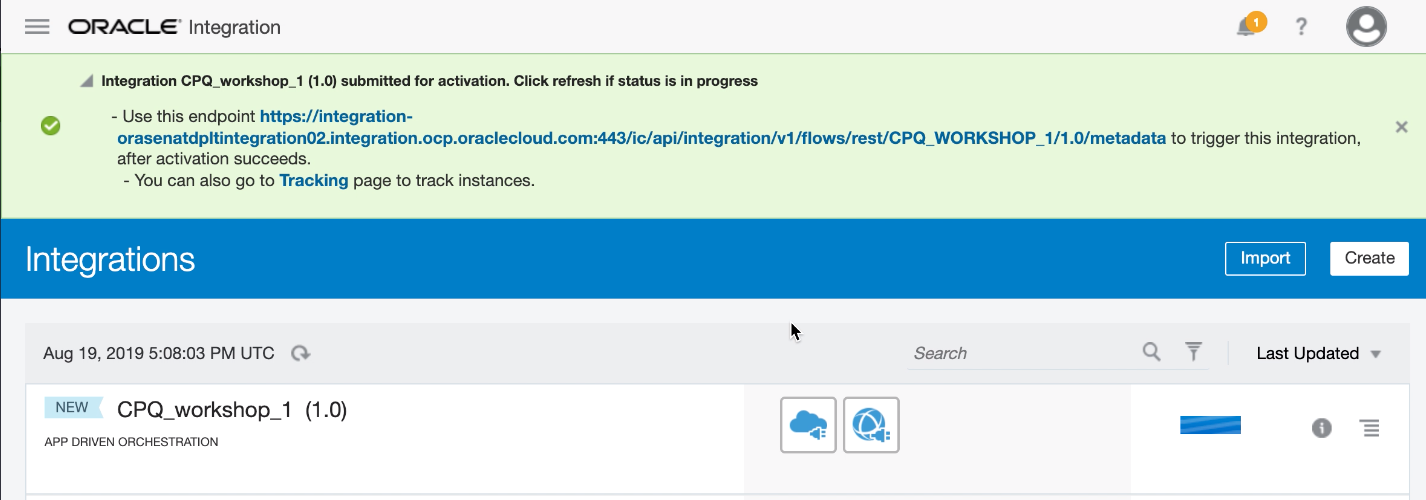 ORACLE Integration
1
?
Integration CPQ_workshop_1 (1.0) submitted for activation. Click refresh if status is in progress
- Use this endpoint https://integration-
orasenatdpltintegration02.integration.ocp.oraclecloud.com:443/ic/api/integration/v1/flows/rest/CPQ_WORKSHOP_1/1.0/metadata to trigger this integration,
after activation succeeds.
- You can also go to Tracking page to track instances.
Integrations
Import
Create
Aug 19, 2019 5:08:03 PM UTC
Search
Last Updated
NEW CPQ_workshop_1 (1.0)
APP DRIVEN ORCHESTRATION